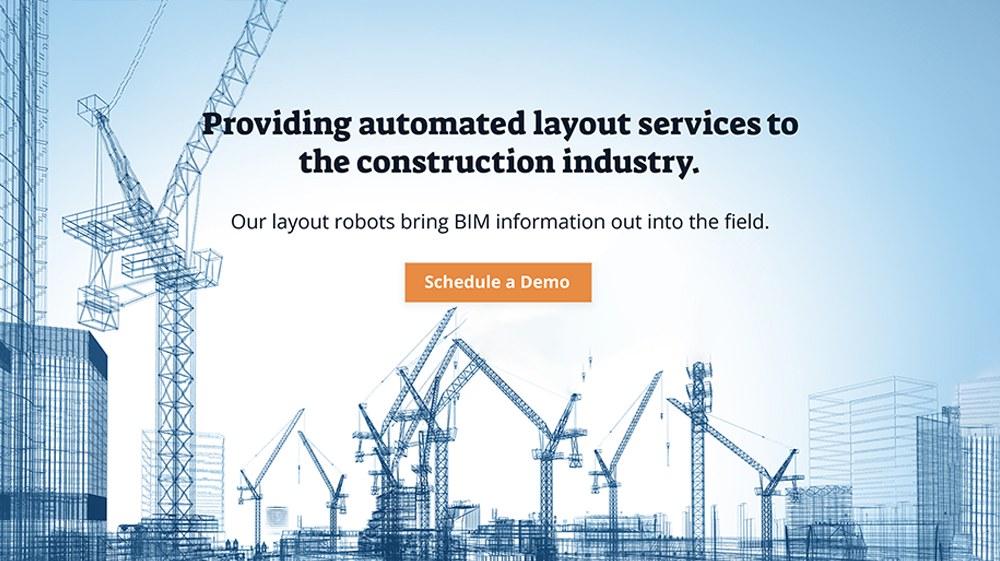 Providing automated layout services to
the construction industry.
Our layout robots bring BIM information out into the field.
Schedule a Demo